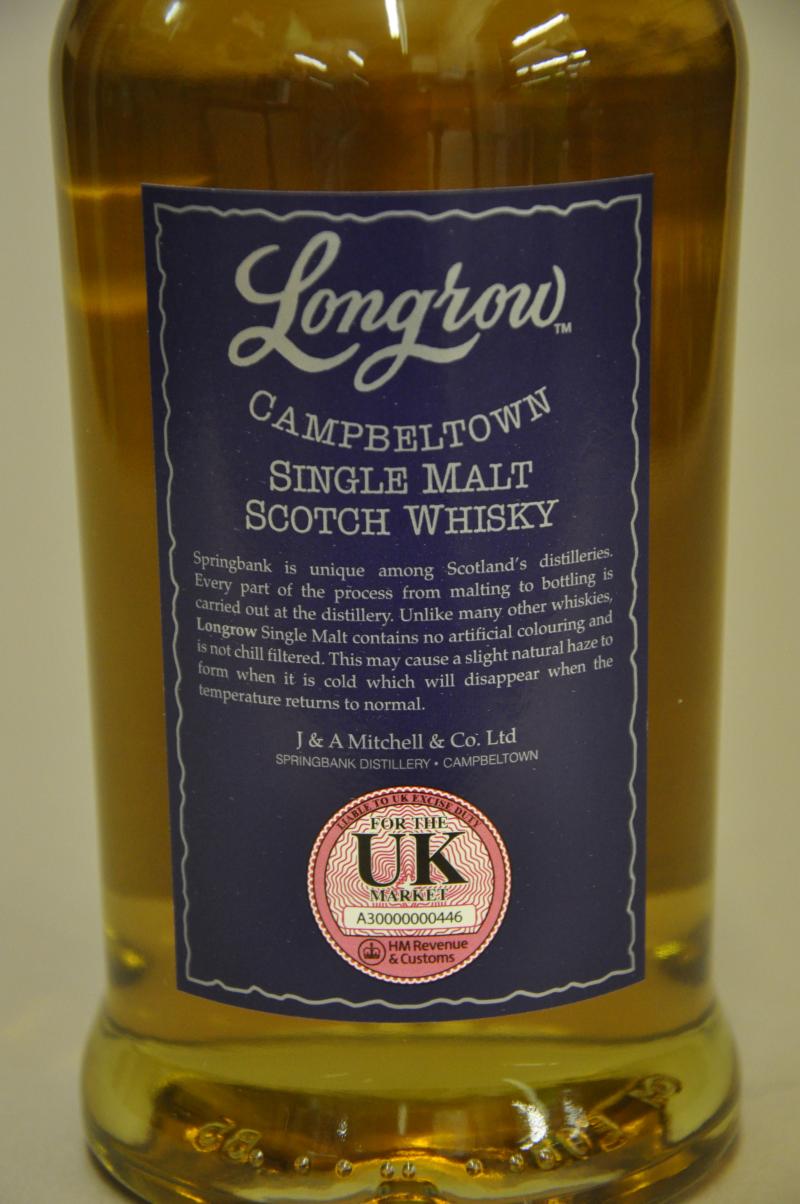 Longrow™
CAMPBELTOWN
SINGLE MALT
SCOTCH WHISKY
Springbank is unique among Scotland's distilleries.
Every part of the process from malting to bottling is
carried out at the distillery. Unlike many other whiskies,
Longrow Single Malt contains no artificial colouring and
is not chill filtered. This may cause a slight natural haze to
form when it is cold which will disappear when the
temperature returns to normal.
J & A Mitchell & Co. Ltd
SPRINGBANK DISTILLERY • CAMPBELTOWN
LIABLE TO UK EXCISE DUTY
FOR THE
UK
MARKET
A30000000446
HM Revenue
& Customs